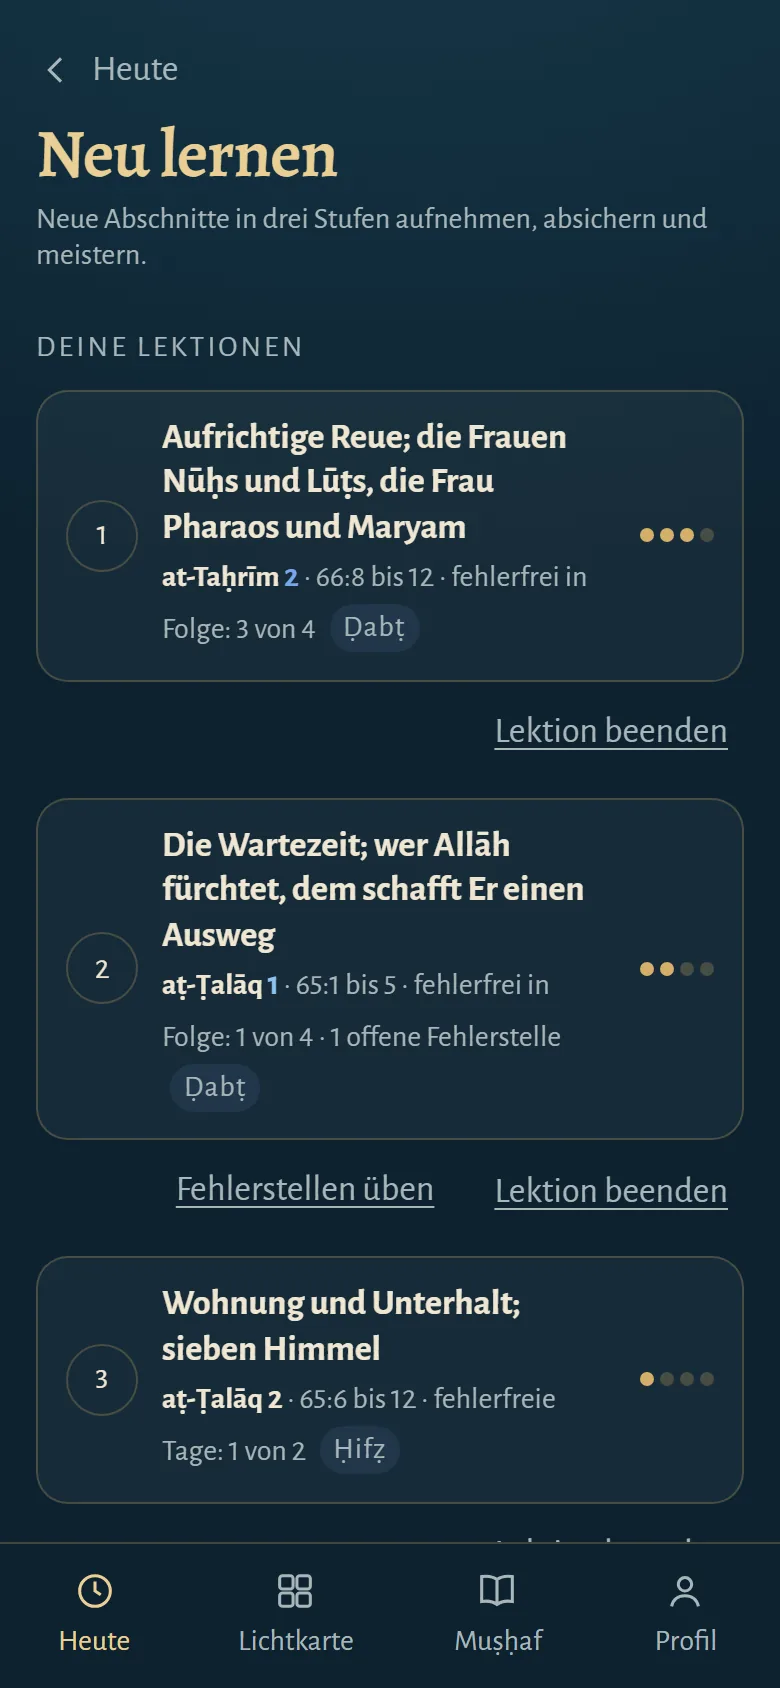 Heute
Neu lernen
Neue Abschnitte in drei Stufen aufnehmen, absichern und
meistern.
DEINE LEKTIONEN
1
Aufrichtige Reue; die Frauen
Nūḥs und Lūṭs, die Frau
Pharaos und Maryam
at-Taḥrīm 2 · 66:8 bis 12 · fehlerfrei in
Folge: 3 von 4 Ḍabṭ
Lektion beenden
2
Die Wartezeit; wer Allāh
fürchtet, dem schafft Er einen
Ausweg
aṭ-Ṭalāq 1 · 65:1 bis 5 · fehlerfrei in
Folge: 1 von 4 · 1 offene Fehlerstelle
Ḍabṭ
Fehlerstellen üben Lektion beenden
3
Wohnung und Unterhalt;
sieben Himmel
aṭ-Ṭalāq 2 · 65:6 bis 12 · fehlerfreie
Tage: 1 von 2 Ḥifẓ
Heute Lichtkarte Muṣḥaf Profil